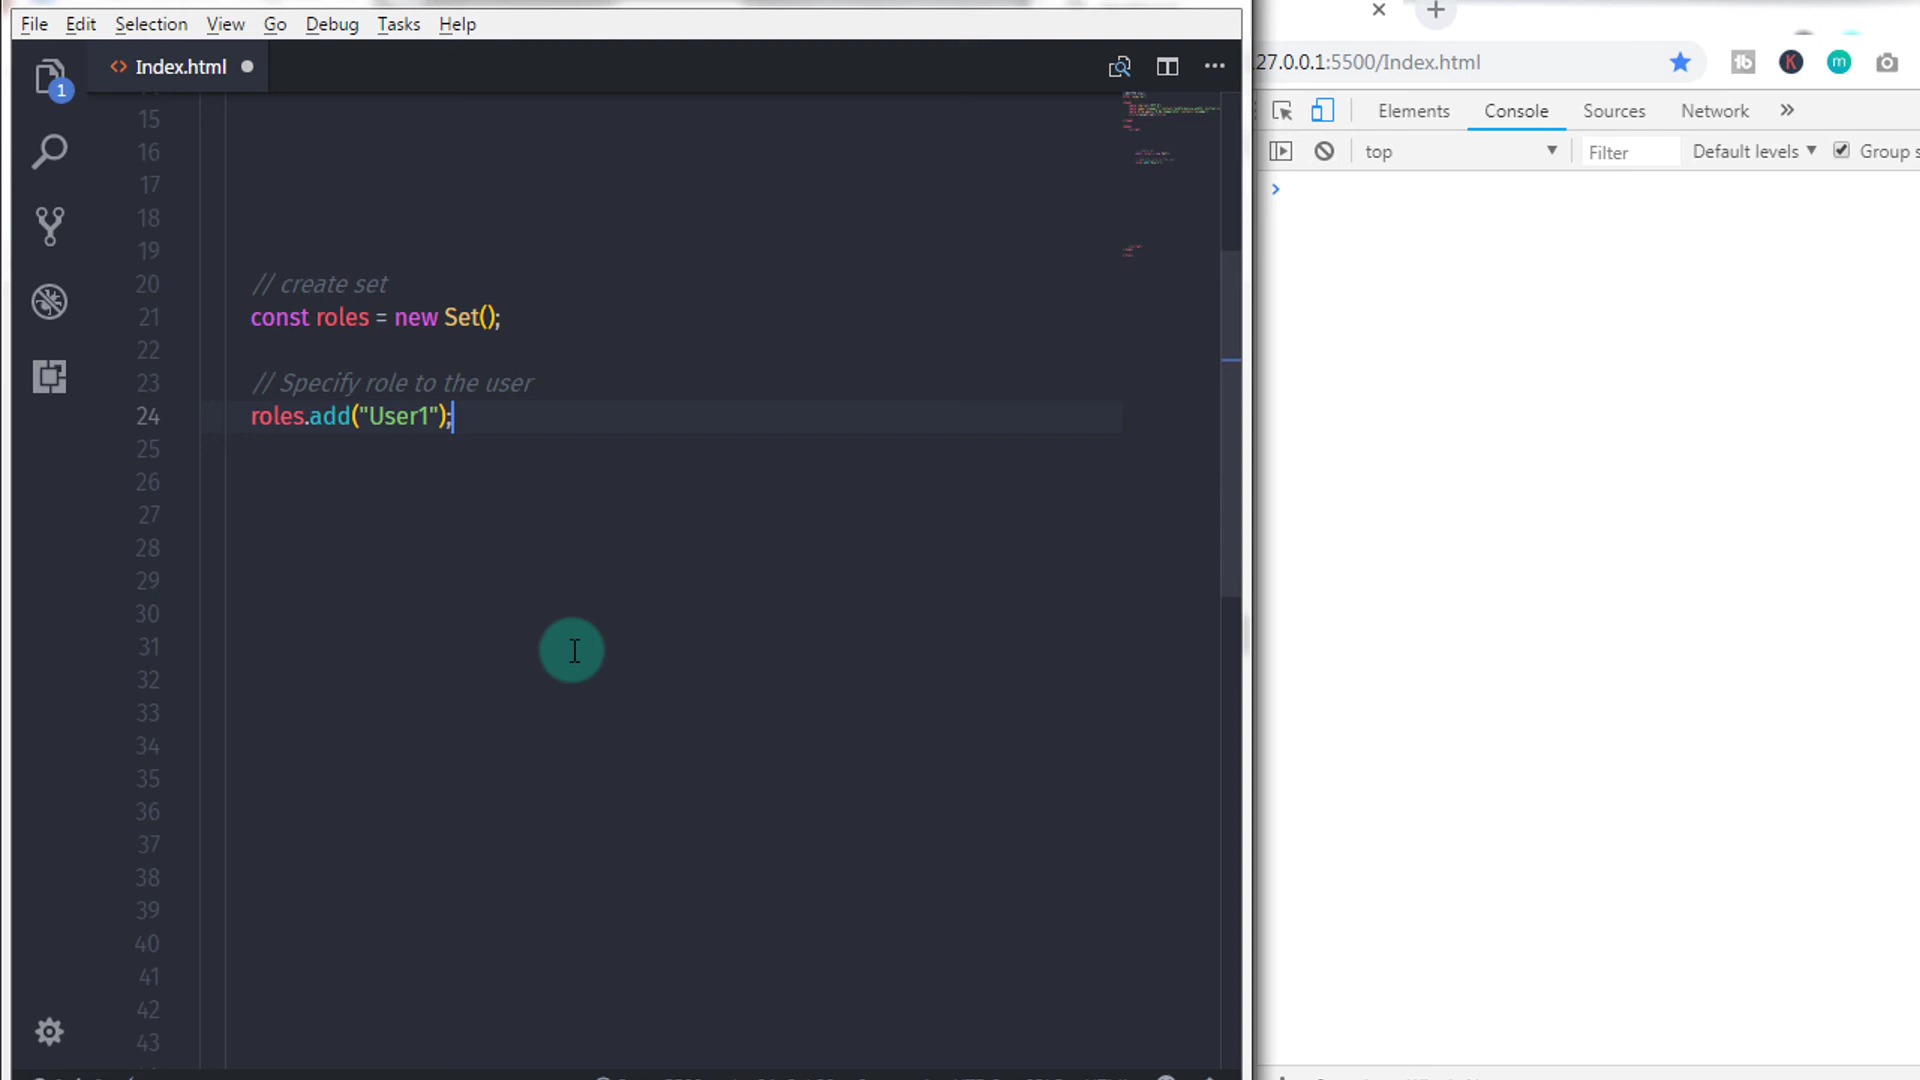 File Edit Selection View Go Debug Tasks Help
Index.html
27.0.0.1:5500/Index.html
1
Elements Console Sources Network
top Filter Default levels Group s
15
16
17
18
19
20 // create set
21 const roles = new Set();
22
23 // Specify role to the user
24 roles.add("User1");
25
26
27
28
29
30
31
32
33
34
35
36
37
38
39
40
41
42
43